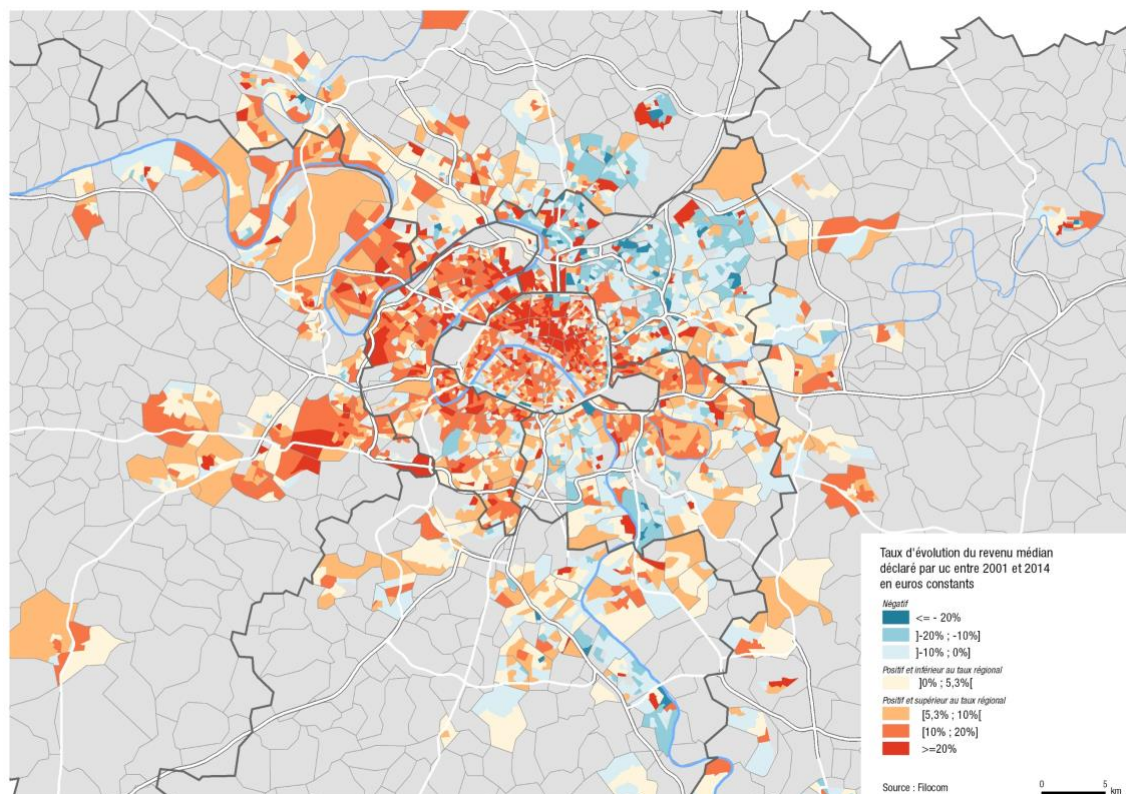 Taux d'évolution du revenu médian
déclaré par uc entre 2001 et 2014
en euros constants
Négatif
<= - 20%
]-20% ; -10%]
]-10% ; 0%]
Positif et inférieur au taux régional
]0% ; 5,3%[
Positif et supérieur au taux régional
[5,3% ; 10%[
[10% ; 20%]
>=20%
Source : Filocom
0 5
km